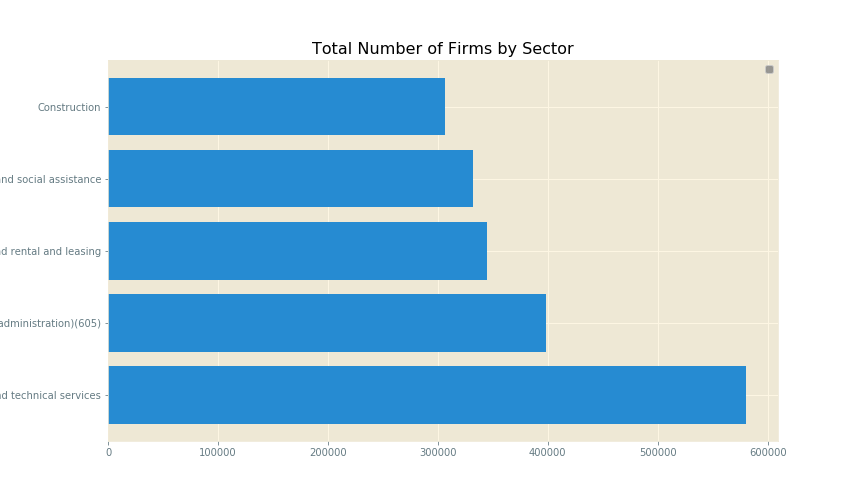 Total Number of Firms by Sector
Construction
and social assistance
rental and leasing
administration)(605)
technical services
0 100000 200000 300000 400000 500000 600000